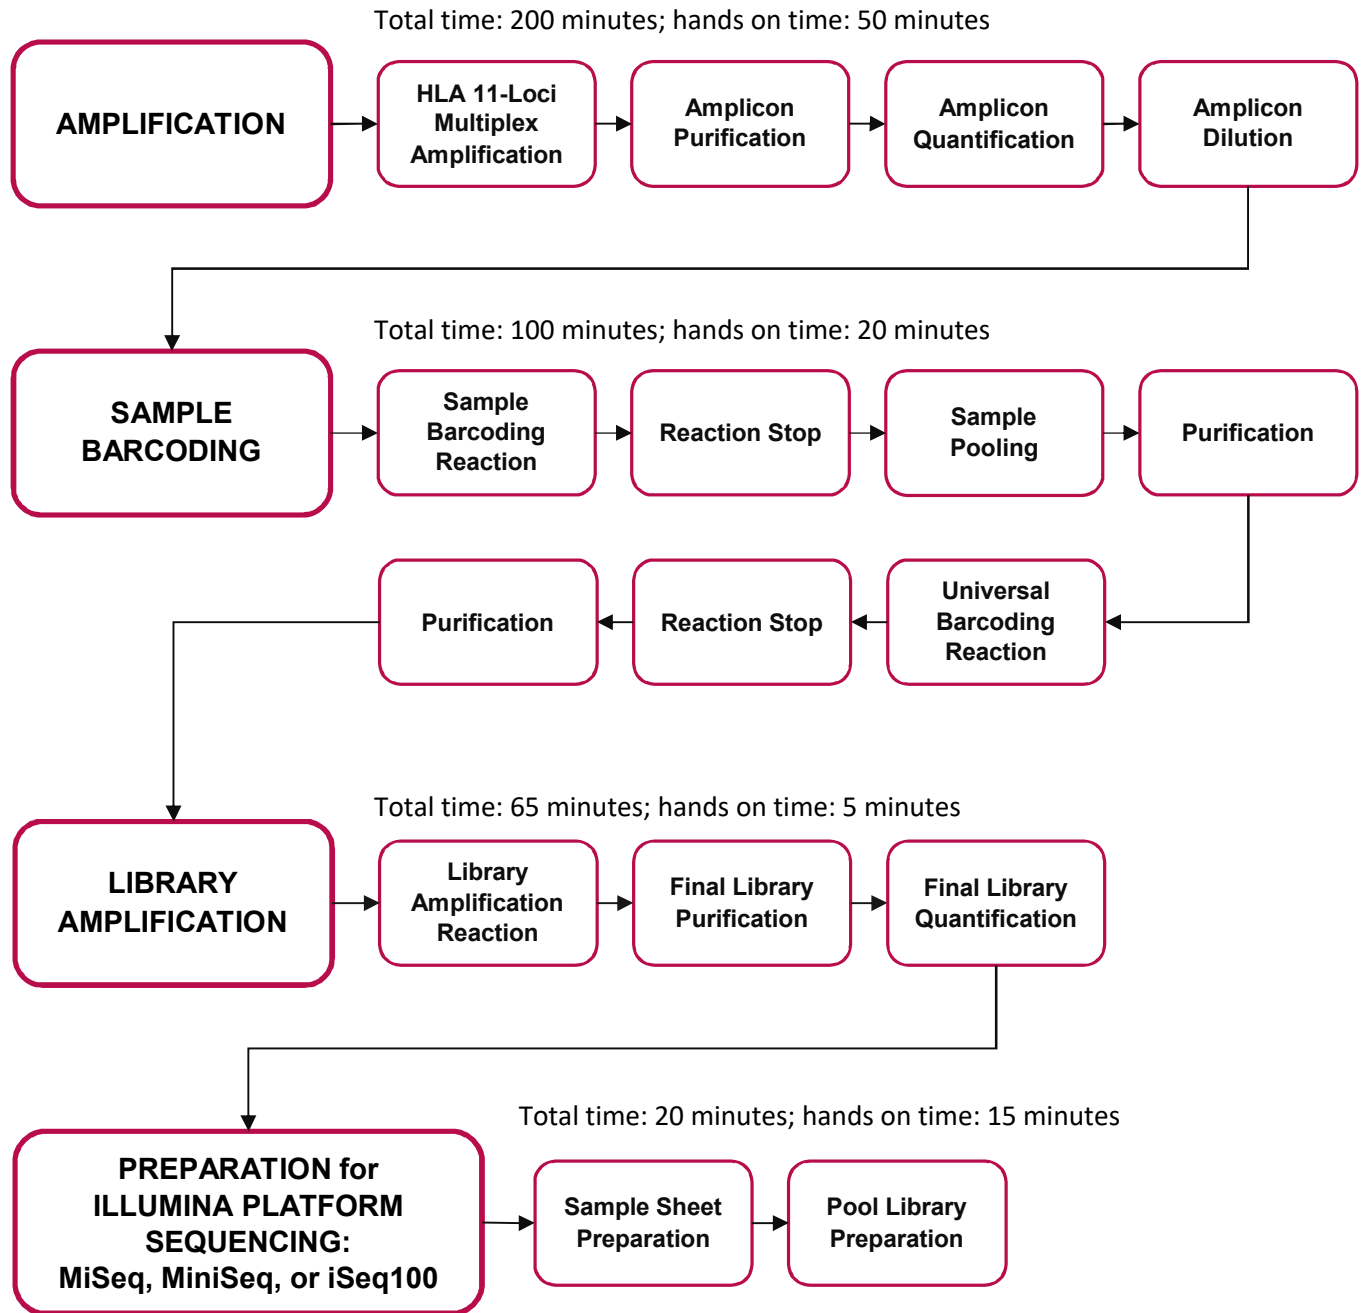 Total time: 200 minutes; hands on time: 50 minutes
AMPLIFICATION
HLA 11-Loci
Multiplex
Amplification
Amplicon
Purification
Amplicon
Quantification
Amplicon
Dilution
Total time: 100 minutes; hands on time: 20 minutes
SAMPLE
BARCODING
Sample
Barcoding
Reaction
Reaction Stop
Sample
Pooling
Purification
Universal
Barcoding
Reaction
Reaction Stop
Purification
Total time: 65 minutes; hands on time: 5 minutes
LIBRARY
AMPLIFICATION
Library
Amplification
Reaction
Final Library
Purification
Final Library
Quantification
Total time: 20 minutes; hands on time: 15 minutes
PREPARATION for
ILLUMINA PLATFORM
SEQUENCING:
MiSeq, MiniSeq, or iSeq100
Sample Sheet
Preparation
Pool Library
Preparation